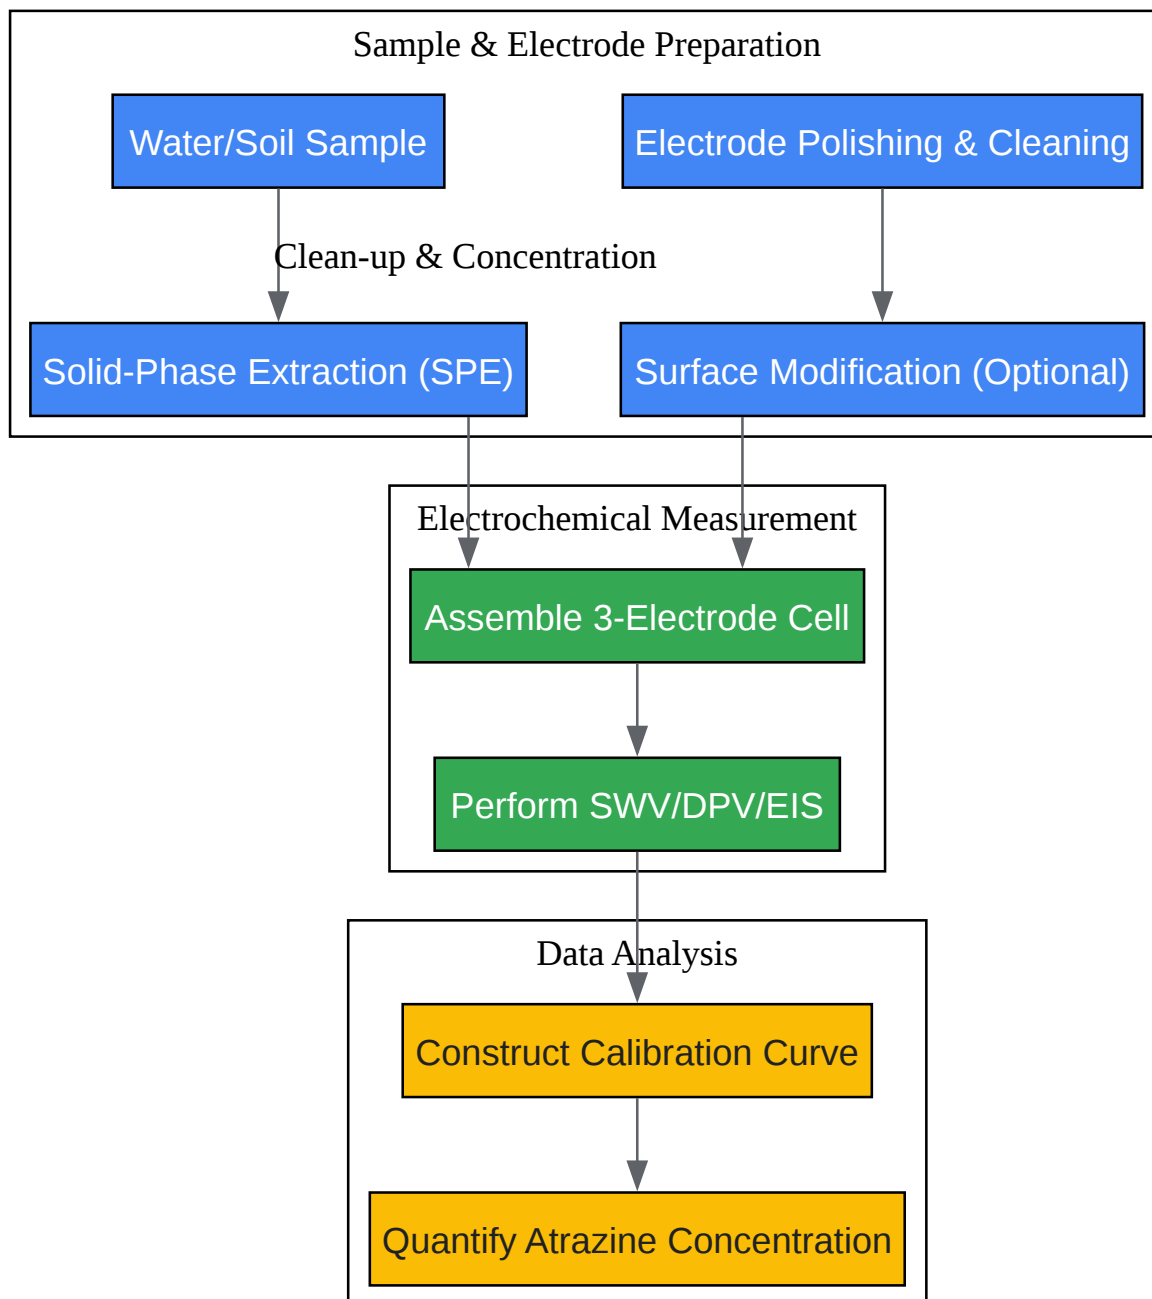 Sample & Electrode Preparation
Water/Soil Sample
Electrode Polishing & Cleaning
Clean-up & Concentration
Solid-Phase Extraction (SPE)
Surface Modification (Optional)
Electrochemical Measurement
Assemble 3-Electrode Cell
Perform SWV/DPV/EIS
Data Analysis
Construct Calibration Curve
Quantify Atrazine Concentration